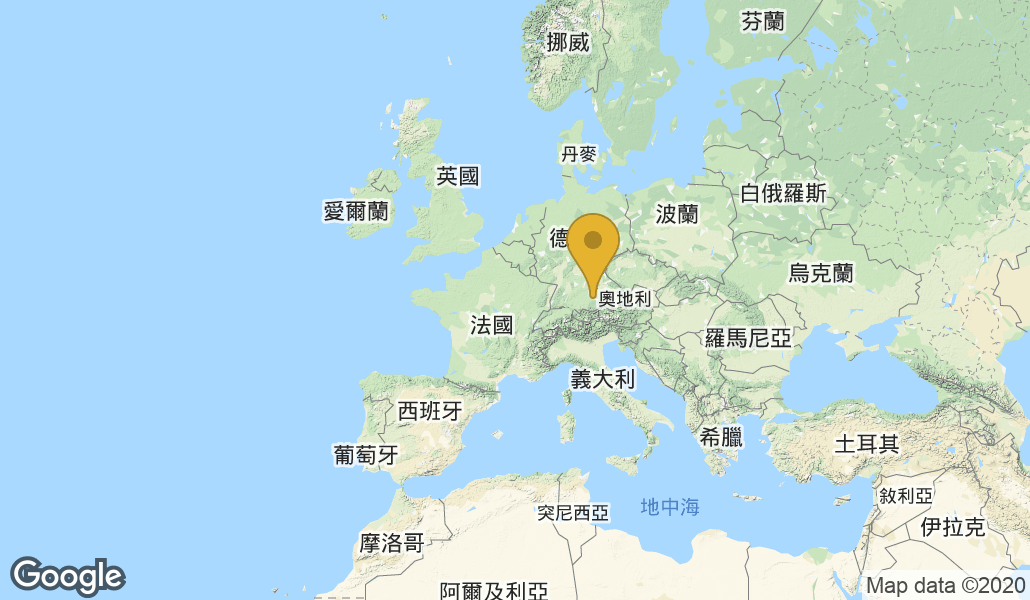 芬蘭
挪威
丹麥
英國
白俄羅斯
愛爾蘭
波蘭
德
烏克蘭
奧地利
法國
羅馬尼亞
義大利
西班牙
希臘
土耳其
葡萄牙
敘利亞
地中海
突尼西亞
伊拉克
摩洛哥
阿爾及利亞
Google
Map data ©2020